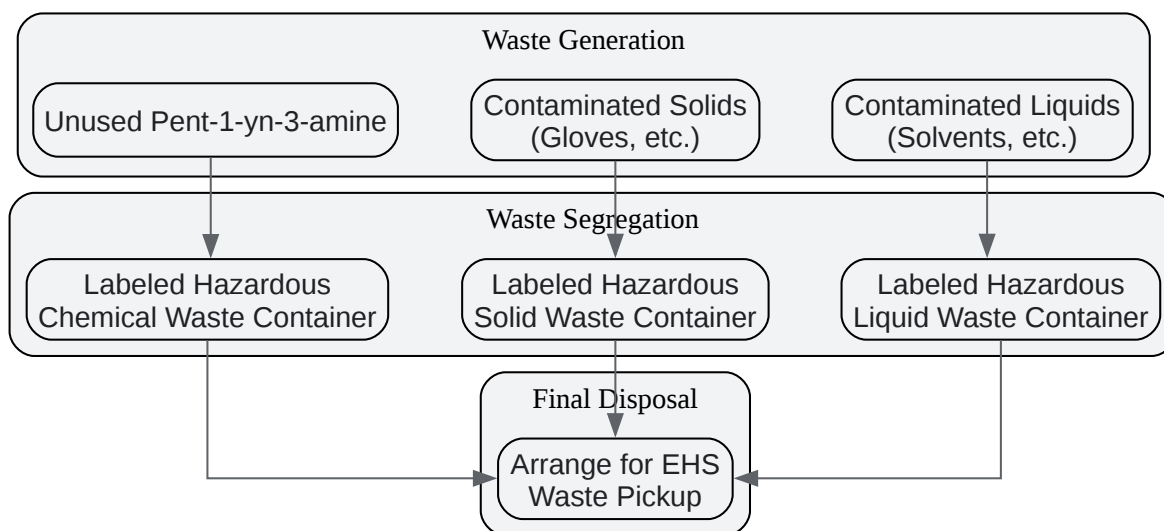 Waste Generation
Unused Pent-1-yn-3-amine
Contaminated Solids
(Gloves, etc.)
Contaminated Liquids
(Solvents, etc.)
Waste Segregation
Labeled Hazardous
Chemical Waste Container
Labeled Hazardous
Solid Waste Container
Labeled Hazardous
Liquid Waste Container
Final Disposal
Arrange for EHS
Waste Pickup